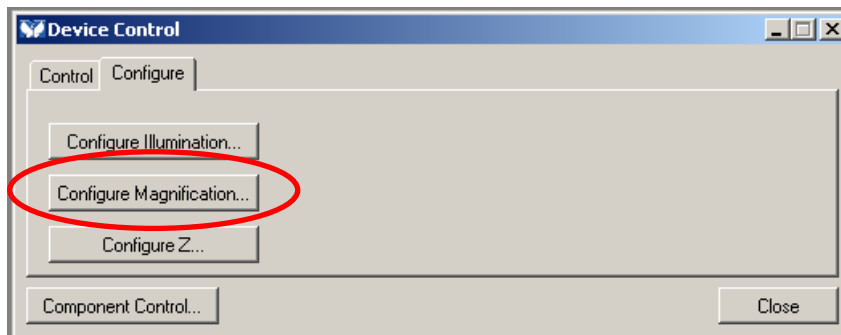 Device Control
Control Configure
Configure Illumination...
Configure Magnification...
Configure Z...
Component Control... Close